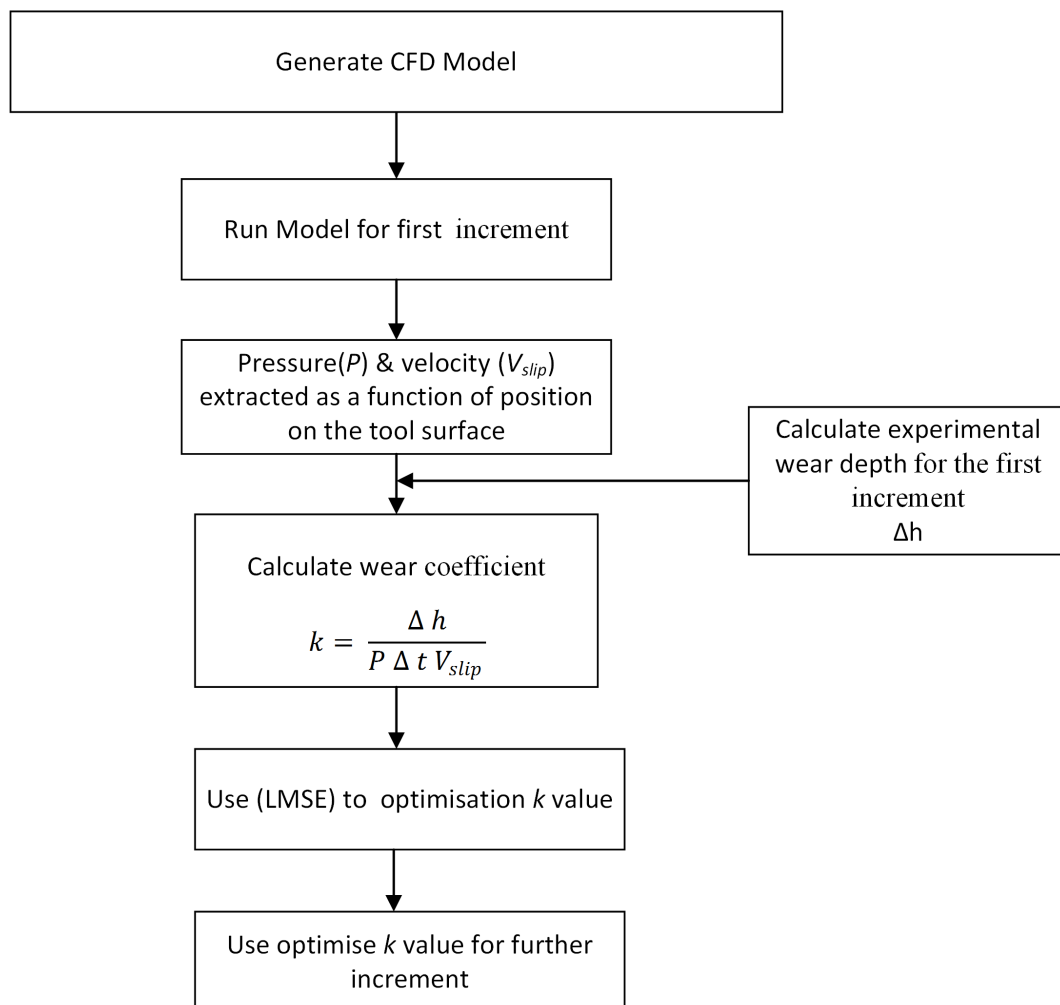 Generate CFD Model
Run Model for first increment
Pressure(P) & velocity (V_slip)
extracted as a function of position
on the tool surface
Calculate experimental
wear depth for the first
increment
Δh
Calculate wear coefficient
k = Δ h / P Δ t V_slip
Use (LMSE) to optimisation k value
Use optimise k value for further
increment